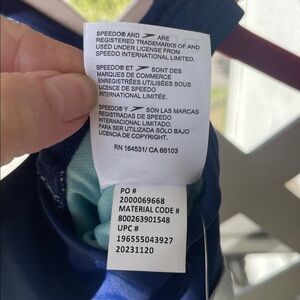 SPEEDO® AND ARE
REGISTERED TRADEMARKS OF AND
USED UNDER LICENSE FROM
SPEEDO INTERNATIONAL LIMITED.
SPEEDO® ET SONT DES
MARQUES DE COMMERCE
ENREGISTRÉES UTILISÉES SOUS
LICENCE DE SPEEDO
INTERNATIONAL LIMITÉE.
SPEEDO® Y SON LAS MARCAS
REGISTRADAS DE SPEEDO
INTERNACIONAL LIMITADO.
PARA SER UTILIZADA SÓLO BAJO
LICENCIA DE COPYRIGHT.
RN 164531/ CA 66103
PO #
2000069668
MATERIAL CODE #
800263901548
UPC #
196555043927
20231120